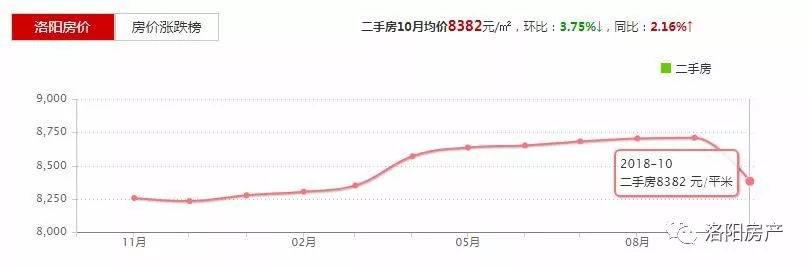 洛阳房价
房价涨跌榜
二手房10月均价8382元/㎡，环比：3.75%↓，同比：2.16%↑
二手房
9,000
8,750
8,500
8,250
8,000
2018-10
二手房8382 元/平米
11月
02月
05月
08月
洛阳房产